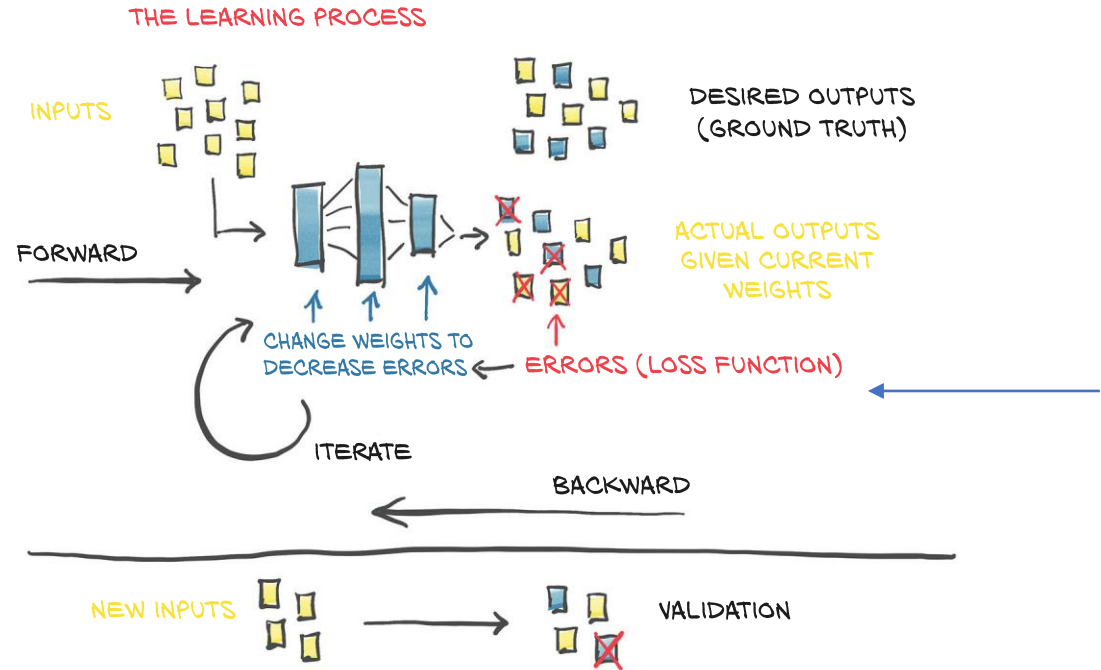 THE LEARNING PROCESS
INPUTS
DESIRED OUTPUTS
(GROUND TRUTH)
FORWARD
ACTUAL OUTPUTS
GIVEN CURRENT
WEIGHTS
CHANGE WEIGHTS TO
DECREASE ERRORS
ERRORS (LOSS FUNCTION)
ITERATE
BACKWARD
NEW INPUTS
VALIDATION